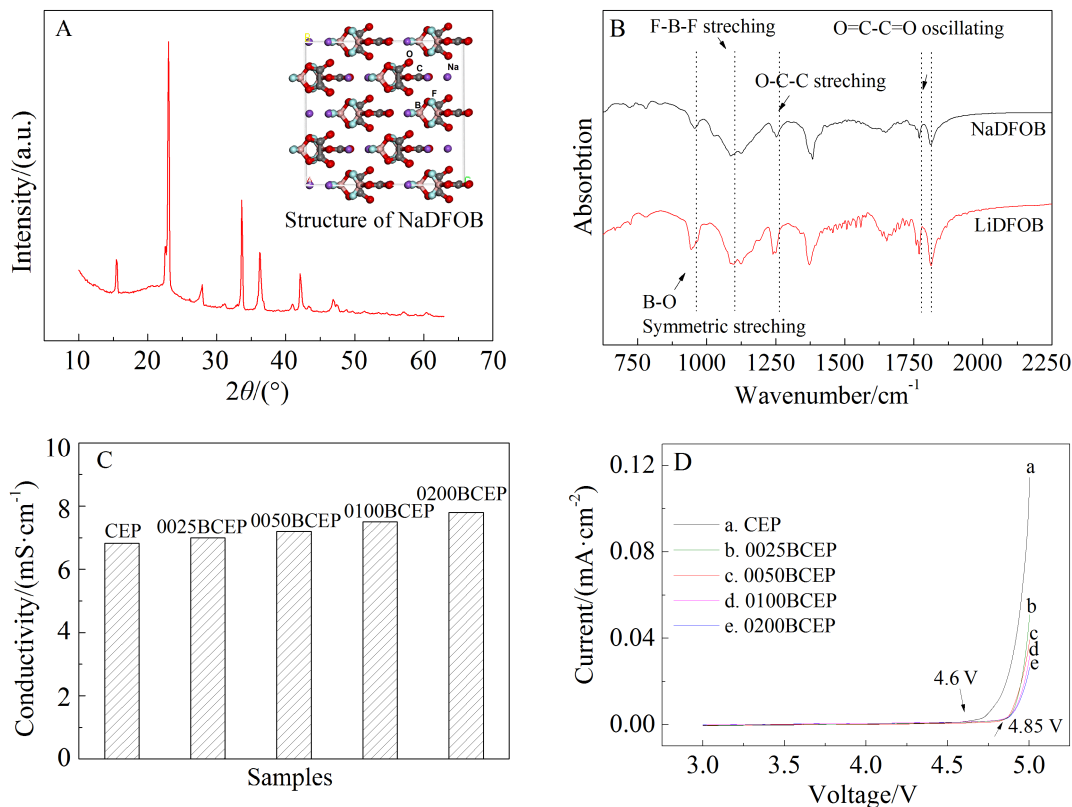 A
Intensity/(a.u.)
O
C
Na
F
B
Structure of NaDFOB
10 20 30 40 50 60 70
2θ/(°)
B
F-B-F streching
O=C-C=O oscillating
O-C-C streching
NaDFOB
LiDFOB
B-O
Symmetric streching
Absorbtion
750 1000 1250 1500 1750 2000 2250
Wavenumber/cm⁻¹
C
Conductivity/(mS·cm⁻¹)
10
8
6
4
2
0
CEP
0025BCEP
0050BCEP
0100BCEP
0200BCEP
Samples
D
Current/(mA·cm⁻²)
0.12
0.08
0.04
0.00
a. CEP
b. 0025BCEP
c. 0050BCEP
d. 0100BCEP
e. 0200BCEP
a
b
c
d
e
4.6 V
4.85 V
3.0 3.5 4.0 4.5 5.0
Voltage/V